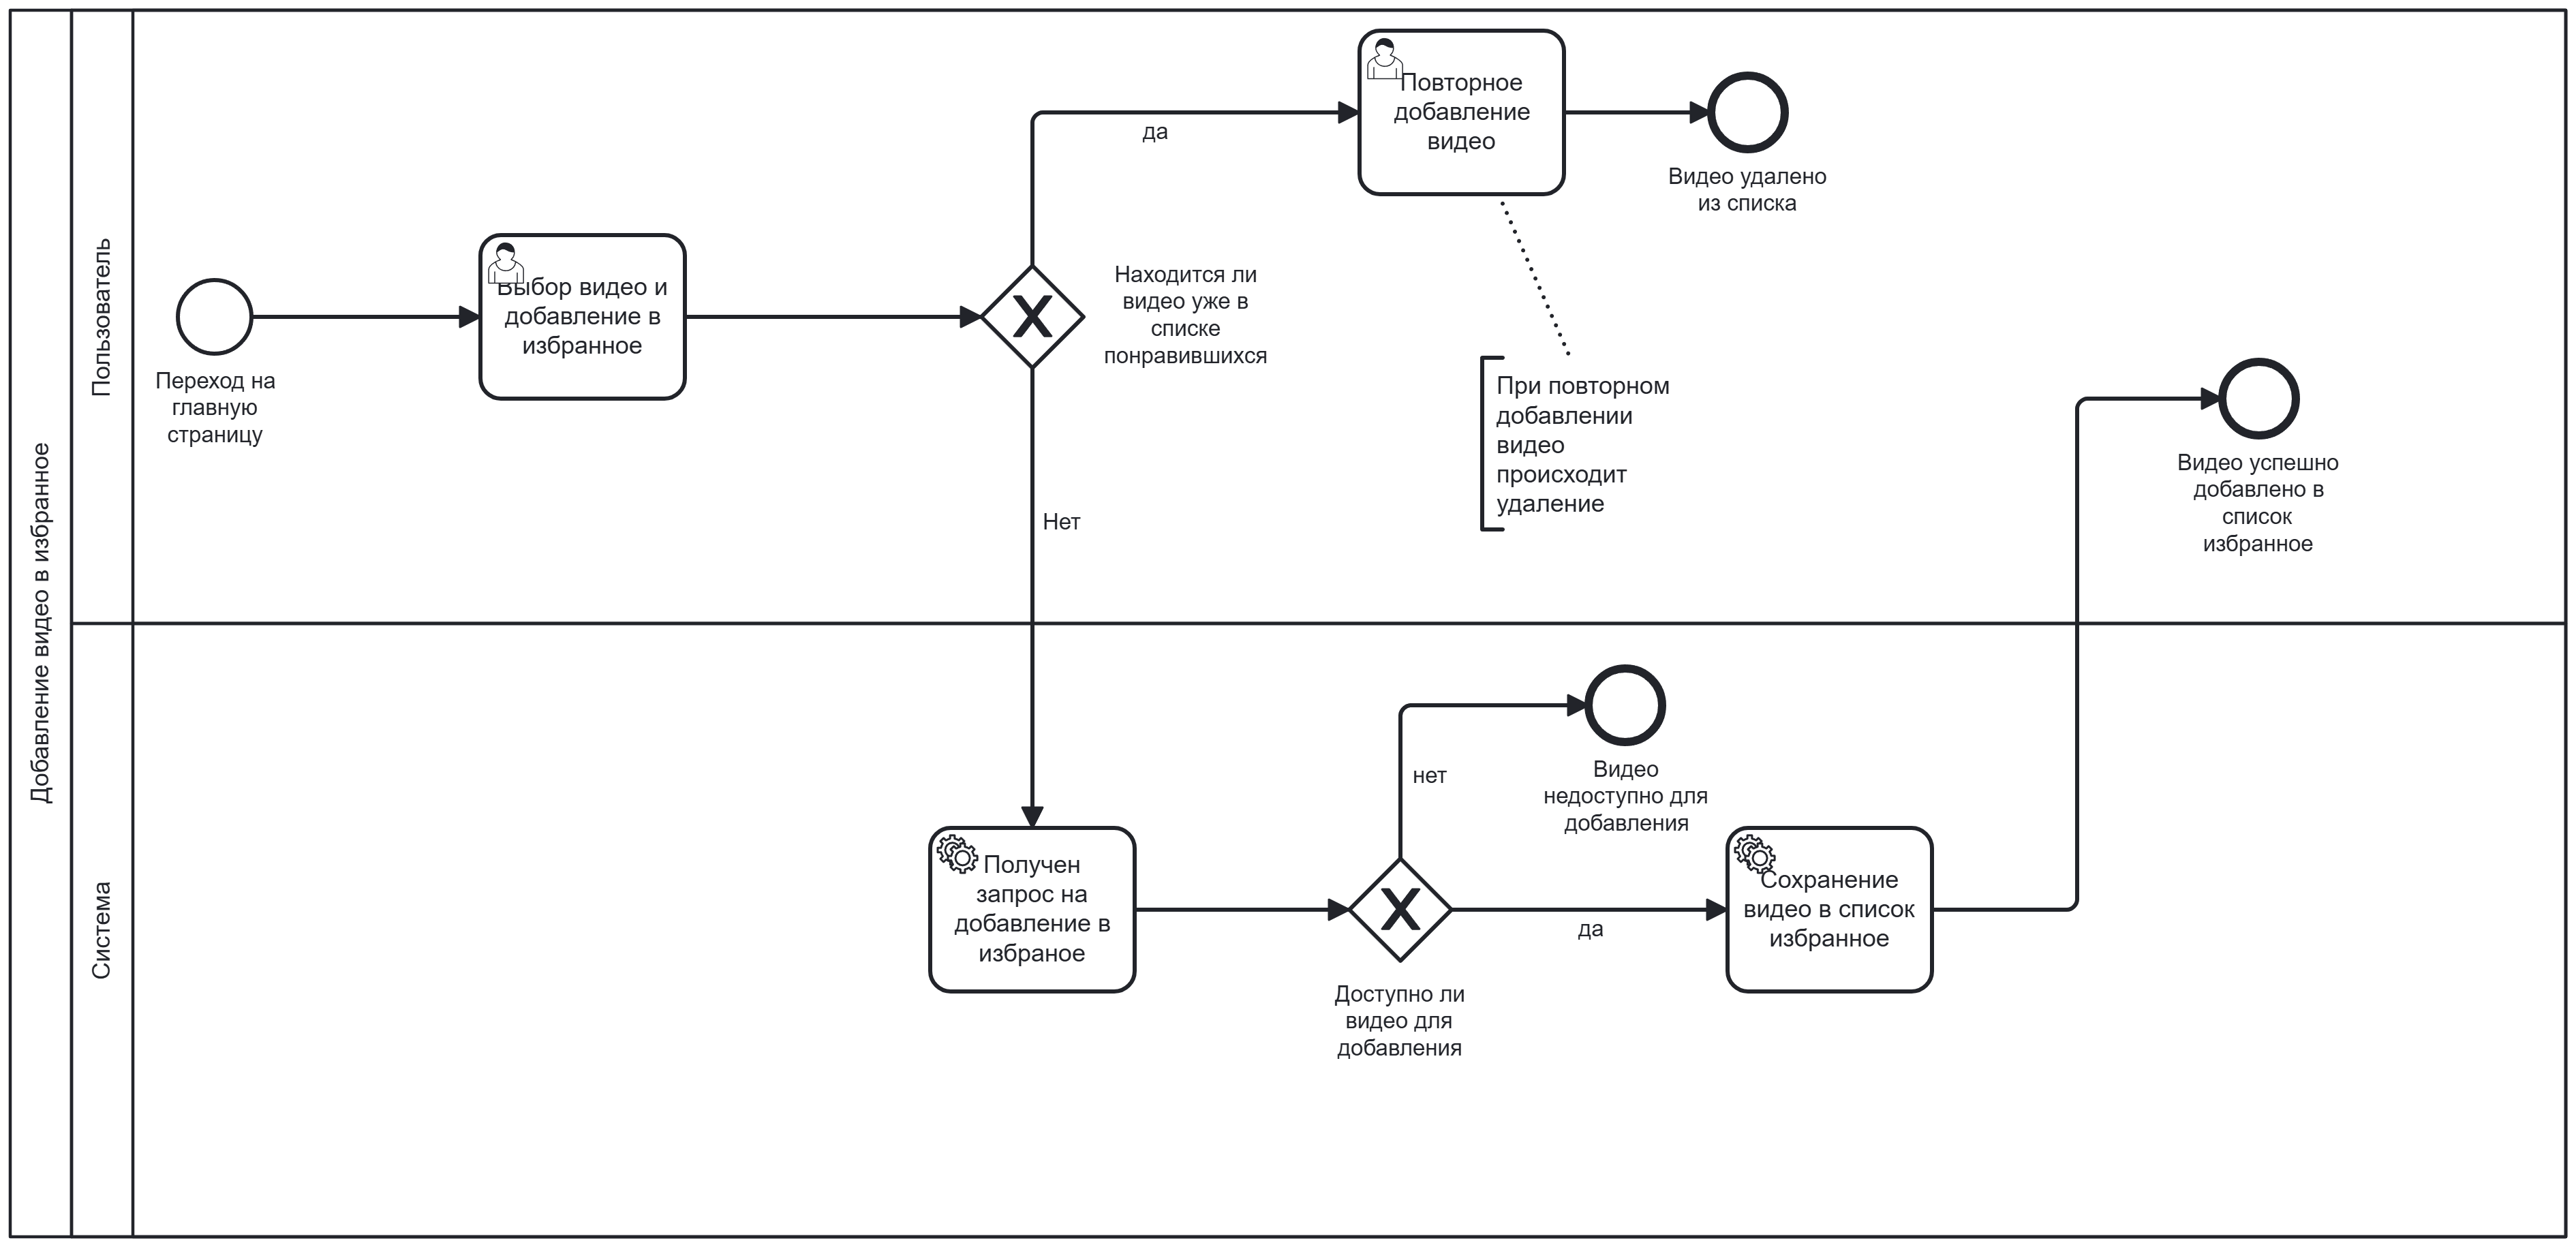 Добавление видео в избранное
Пользователь
Переход на
главную
страницу
Выбор видео и
добавление в
избранное
Находится ли
видео уже в
списке
понравившихся
да
Нет
Повторное
добавление
видео
Видео удалено
из списка
При повторном
добавлении
видео
происходит
удаление
Видео успешно
добавлено в
список
избранное
Система
Получен
запрос на
добавление в
избраное
Доступно ли
видео для
добавления
нет
Видео
недоступно для
добавления
да
Сохранение
видео в список
избранное